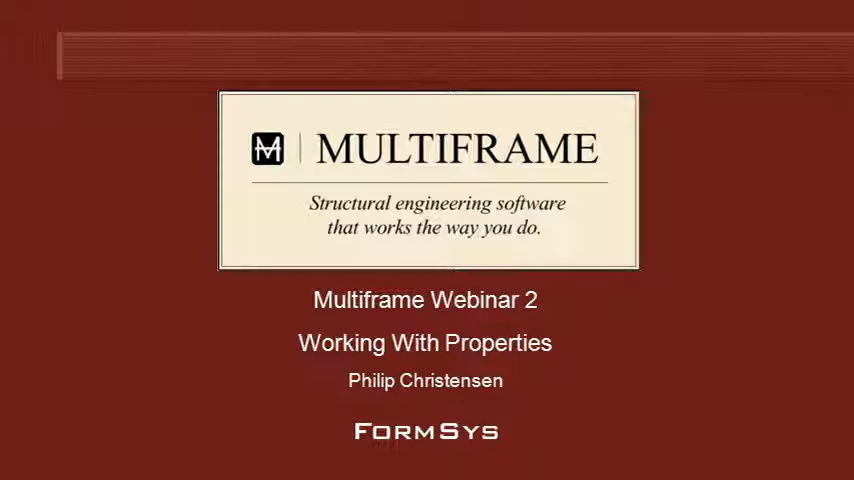 MULTIFRAME
Structural engineering software
that works the way you do.
Multiframe Webinar 2
Working With Properties
Philip Christensen
FORMSYS